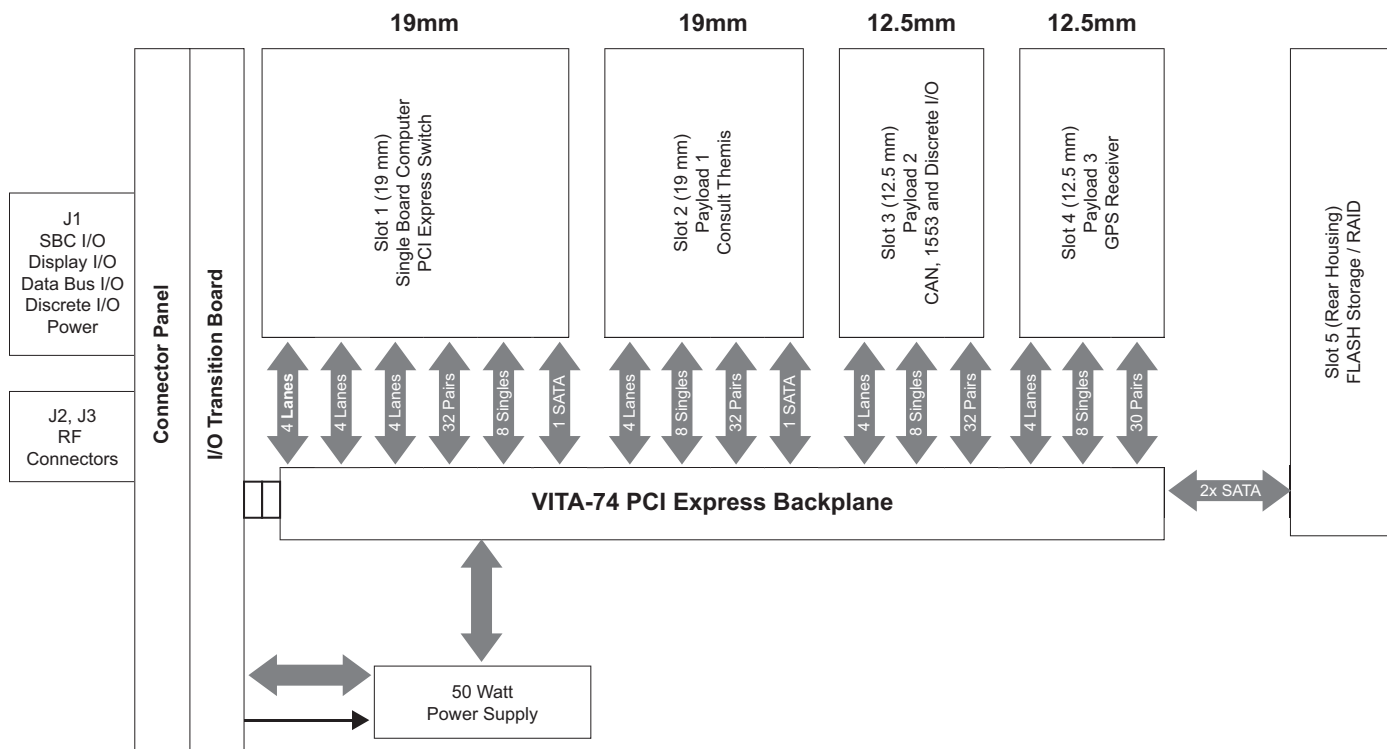 19mm
19mm
12.5mm
12.5mm
Connector Panel
I/O Transition Board
J1
SBC I/O
Display I/O
Data Bus I/O
Discrete I/O
Power
J2, J3
RF
Connectors
Slot 1 (19 mm)
Single Board Computer
PCI Express Switch
Slot 2 (19 mm)
Payload 1
Consult Themis
Slot 3 (12.5 mm)
Payload 2
CAN, 1553 and Discrete I/O
Slot 4 (12.5 mm)
Payload 3
GPS Receiver
Slot 5 (Rear Housing)
FLASH Storage / RAID
4 Lanes
4 Lanes
4 Lanes
32 Pairs
8 Singles
1 SATA
4 Lanes
8 Singles
32 Pairs
1 SATA
4 Lanes
8 Singles
32 Pairs
4 Lanes
8 Singles
30 Pairs
VITA-74 PCI Express Backplane
2x SATA
50 Watt
Power Supply